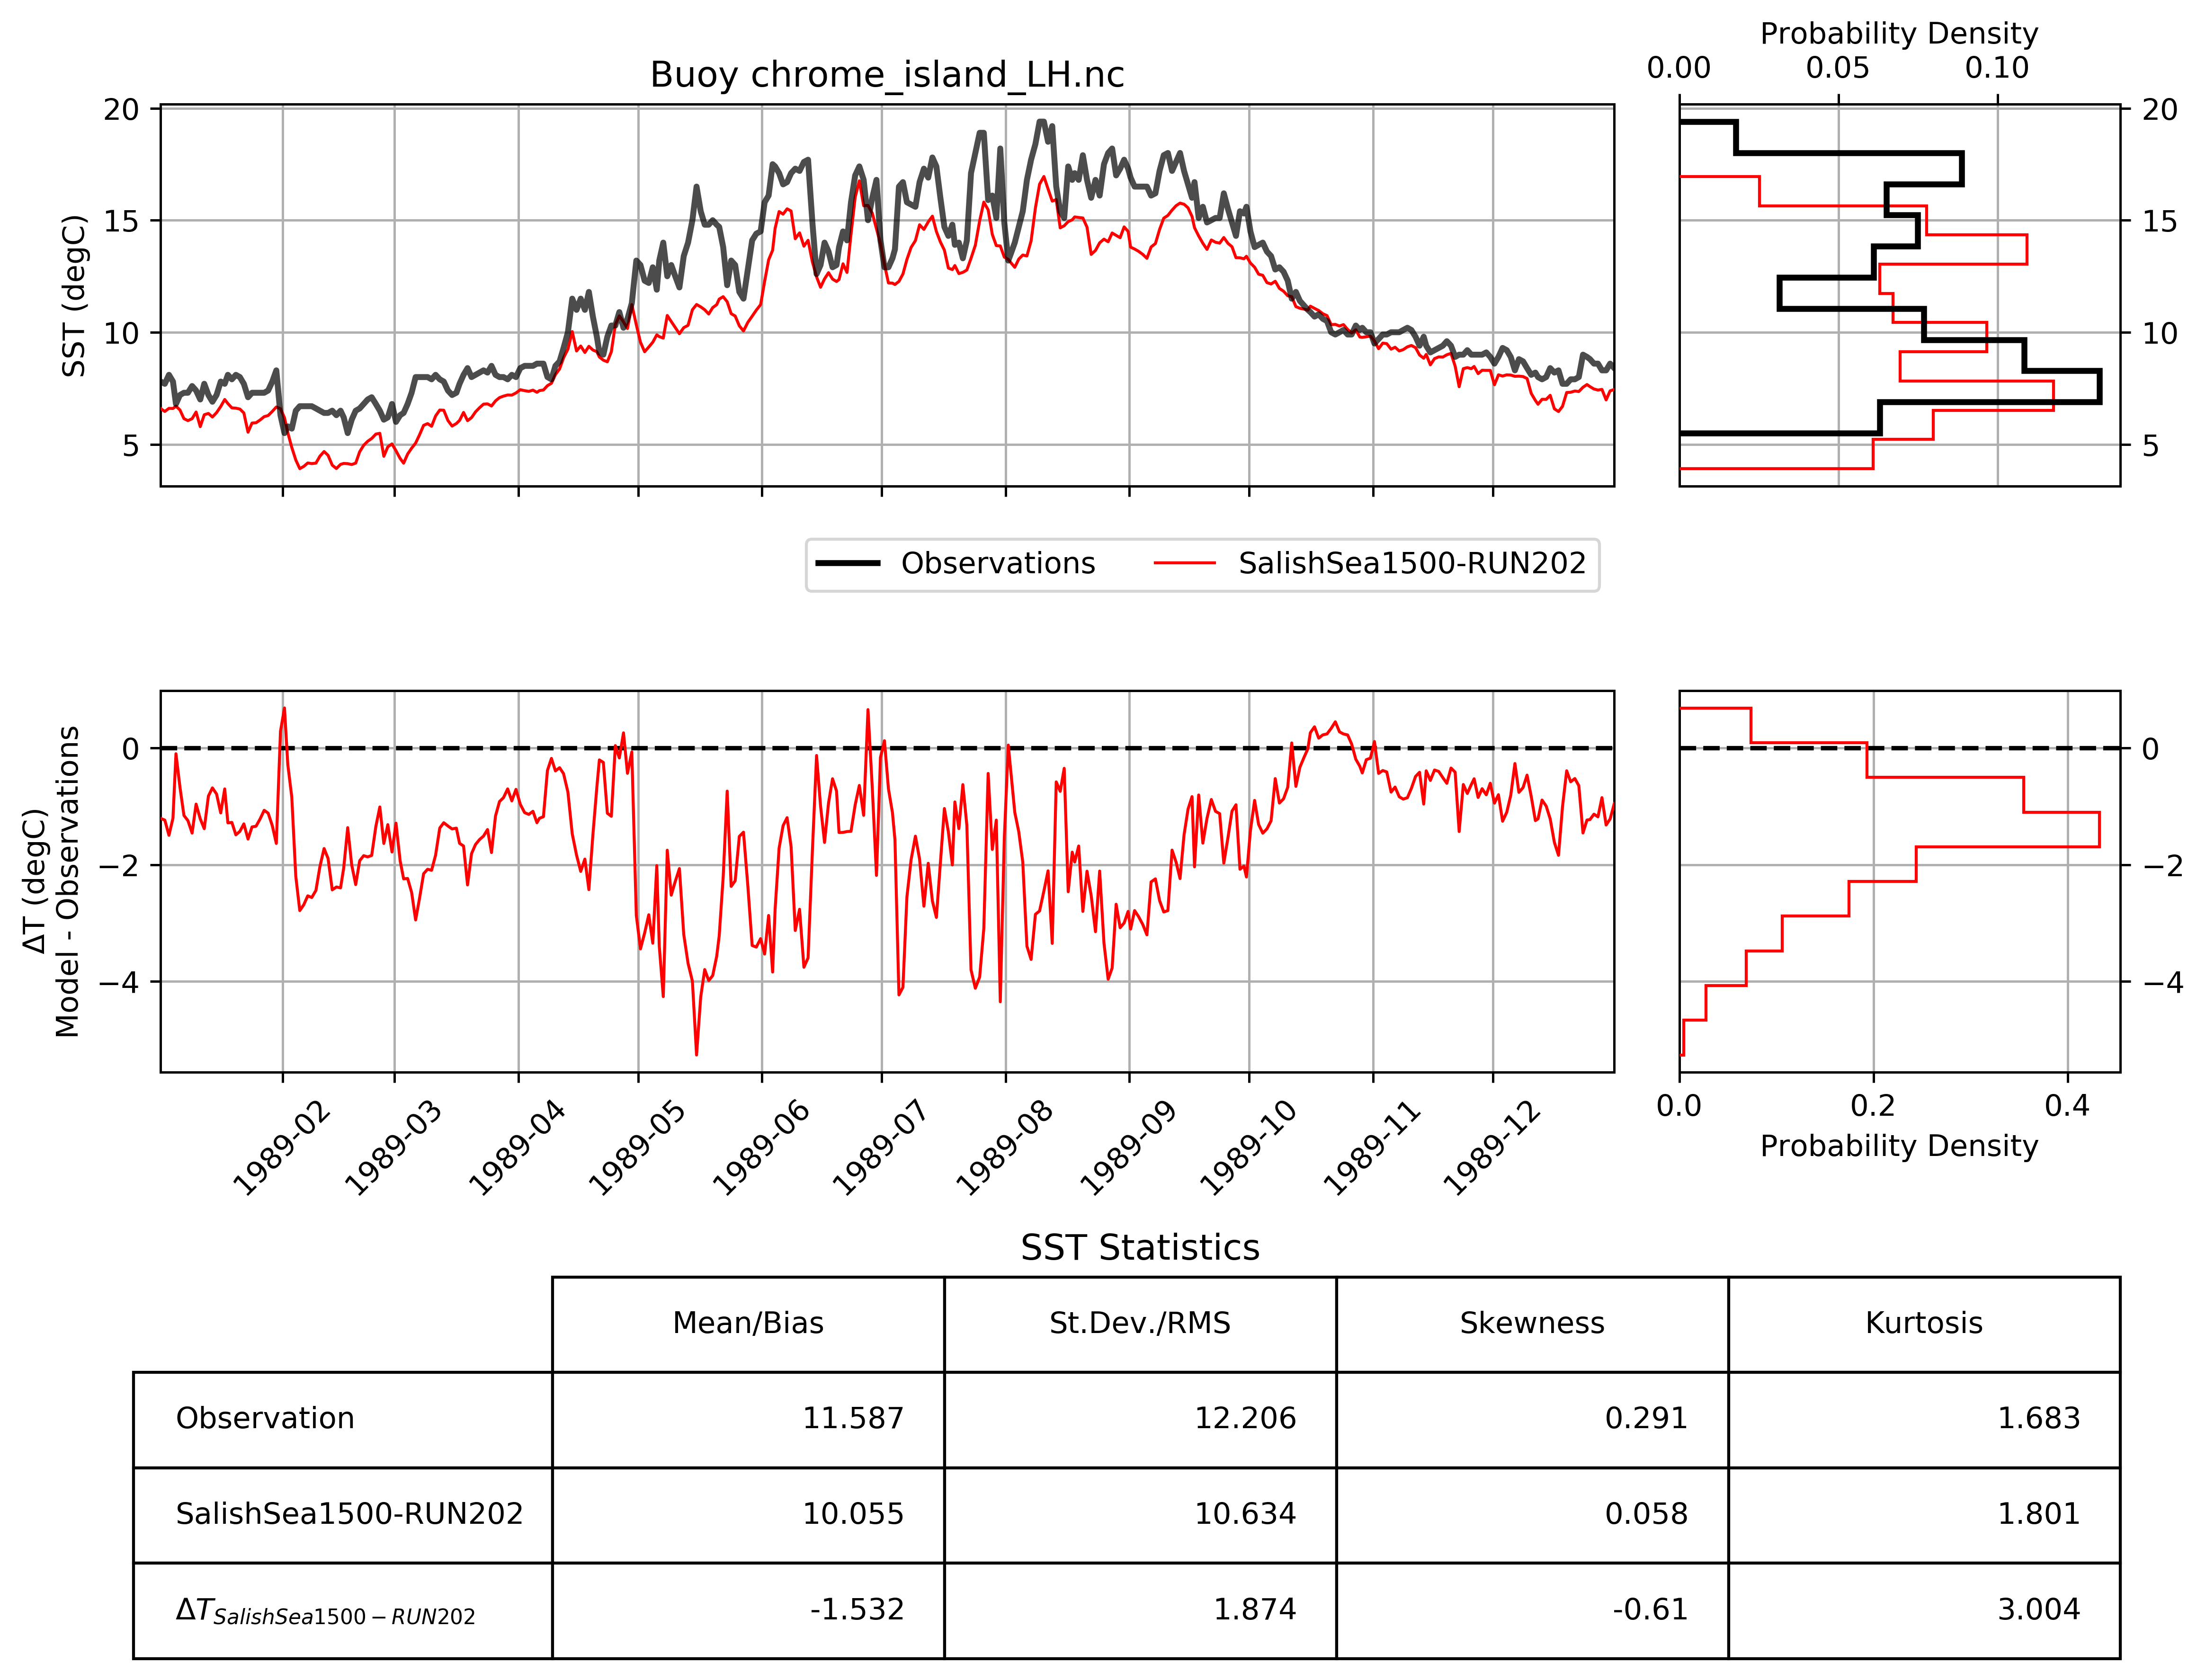 Probability Density
0.00 0.05 0.10
Buoy chrome_island_LH.nc
20
15
10
5
SST (degC)
20
15
10
5
Observations SalishSea1500-RUN202
0
−2
−4
ΔT (degC)
Model - Observations
0
−2
−4
1989-02 1989-03 1989-04 1989-05 1989-06 1989-07 1989-08 1989-09 1989-10 1989-11 1989-12
0.0 0.2 0.4
Probability Density
SST Statistics
Mean/Bias St.Dev./RMS Skewness Kurtosis
Observation 11.587 12.206 0.291 1.683
SalishSea1500-RUN202 10.055 10.634 0.058 1.801
ΔT SalishSea1500−RUN202 -1.532 1.874 -0.61 3.004